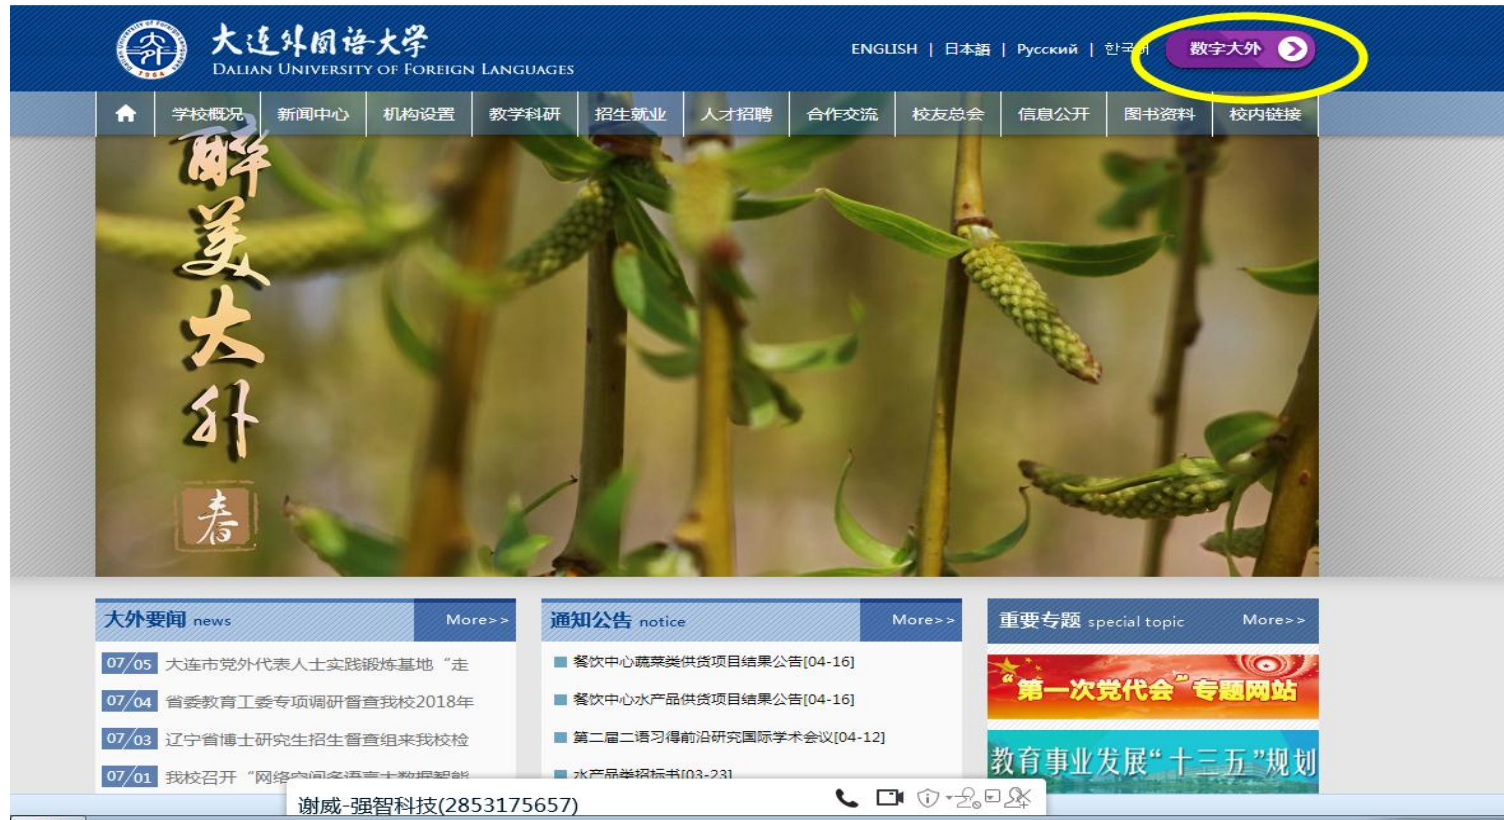 大连外国语大学
DALIAN UNIVERSITY OF FOREIGN LANGUAGES
ENGLISH | 日本語 | Русский | 한국어
数字大外
学校概况 新闻中心 机构设置 教学科研 招生就业 人才招聘 合作交流 校友总会 信息公开 图书资料 校内链接
醉美大外
春
大外要闻 news More>>
07/05 大连市党外代表人士实践锻炼基地“走
07/04 省委教育工委专项调研督查我校2018年
07/03 辽宁省博士研究生招生督查组来我校检
07/01 我校召开“网络空间多语言大数据智能
通知公告 notice More>>
餐饮中心蔬菜类供货项目结果公告[04-16]
餐饮中心水产品供货项目结果公告[04-16]
第二届二语习得前沿研究国际学术会议[04-12]
水产品类招标书[03-23]
重要专题 special topic More>>
“第一次党代会”专题网站
教育事业发展“十三五”规划
谢威-强智科技(2853175657)